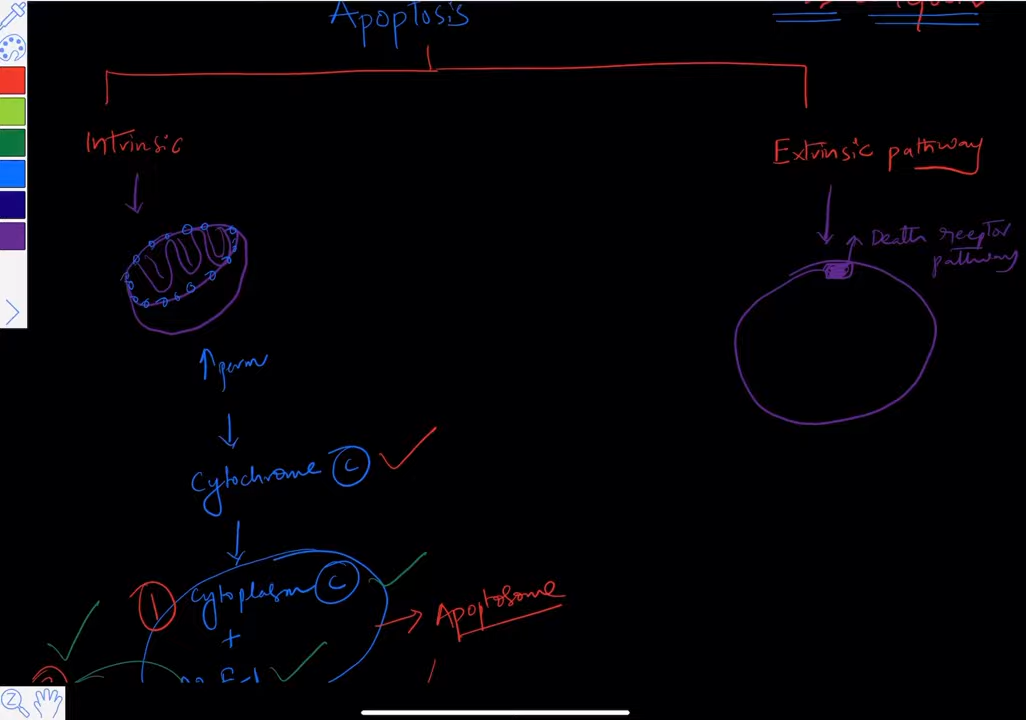 Apoptosis
Intrinsic
Extrinsic pathway
Death receptor
pathway
↑ perm
Cytochrome C
1 Cytoplasm C
+
→ Apoptosome